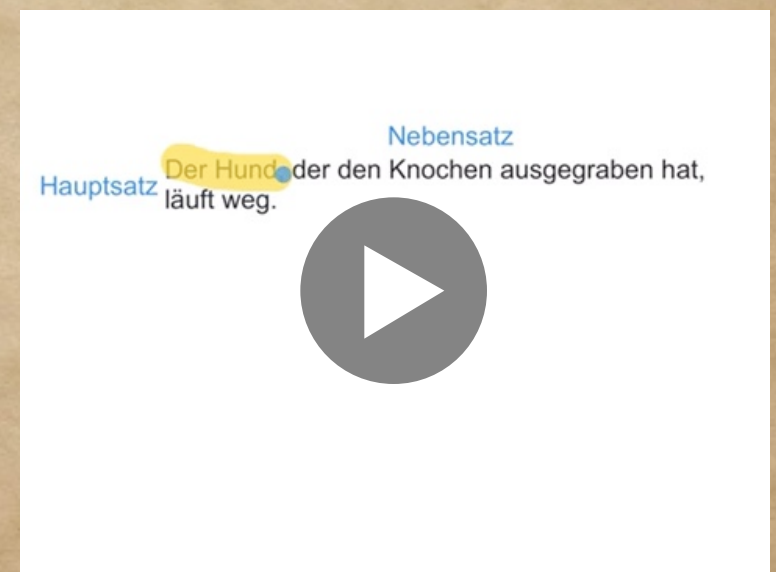 Nebensatz
Der Hund, der den Knochen ausgegraben hat,
Hauptsatz
läuft weg.